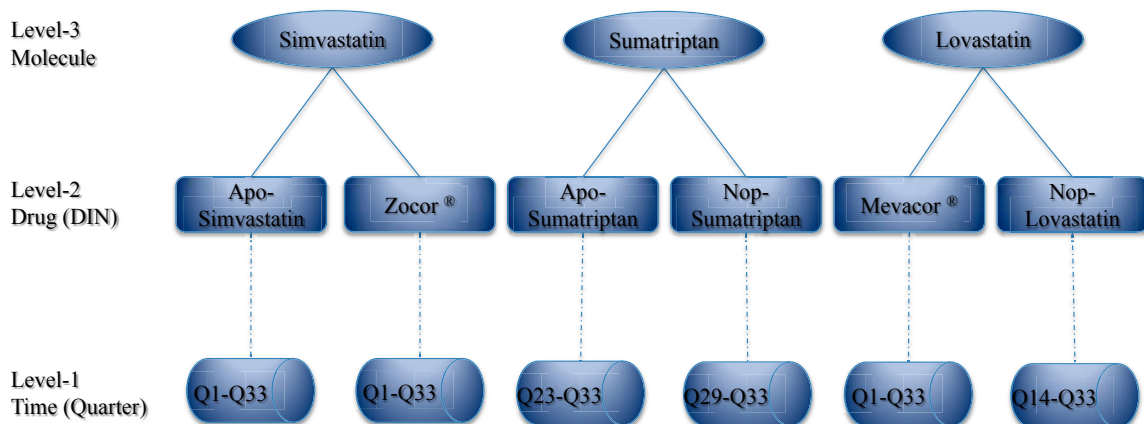 Level-3
Molecule
Simvastatin
Sumatriptan
Lovastatin
Level-2
Drug (DIN)
Apo-
Simvastatin
Zocor ®
Apo-
Sumatriptan
Nop-
Sumatriptan
Mevacor ®
Nop-
Lovastatin
Level-1
Time (Quarter)
Q1-Q33
Q1-Q33
Q23-Q33
Q29-Q33
Q1-Q33
Q14-Q33